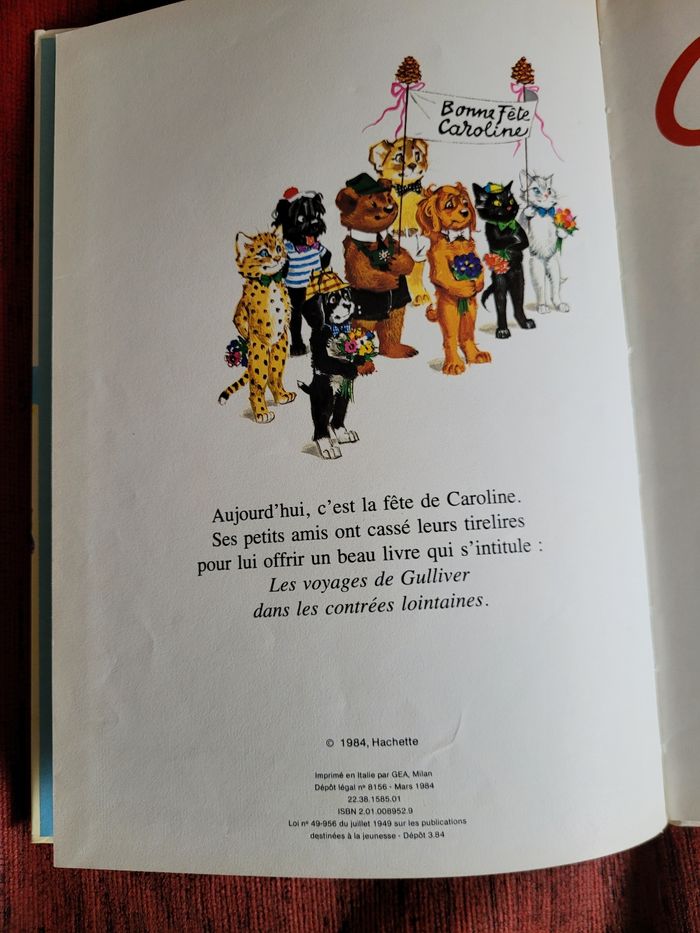 Bonne Fête
Caroline
Aujourd'hui, c'est la fête de Caroline.
Ses petits amis ont cassé leurs tirelires
pour lui offrir un beau livre qui s'intitule :
Les voyages de Gulliver
dans les contrées lointaines.
© 1984, Hachette
Imprimé en Italie par GEA, Milan
Dépôt légal nº 8156 - Mars 1984
22.38.1585.01
ISBN 2.01.008952.9
Loi nº 49-956 du juillet 1949 sur les publications
destinées à la jeunesse - Dépôt 3.84